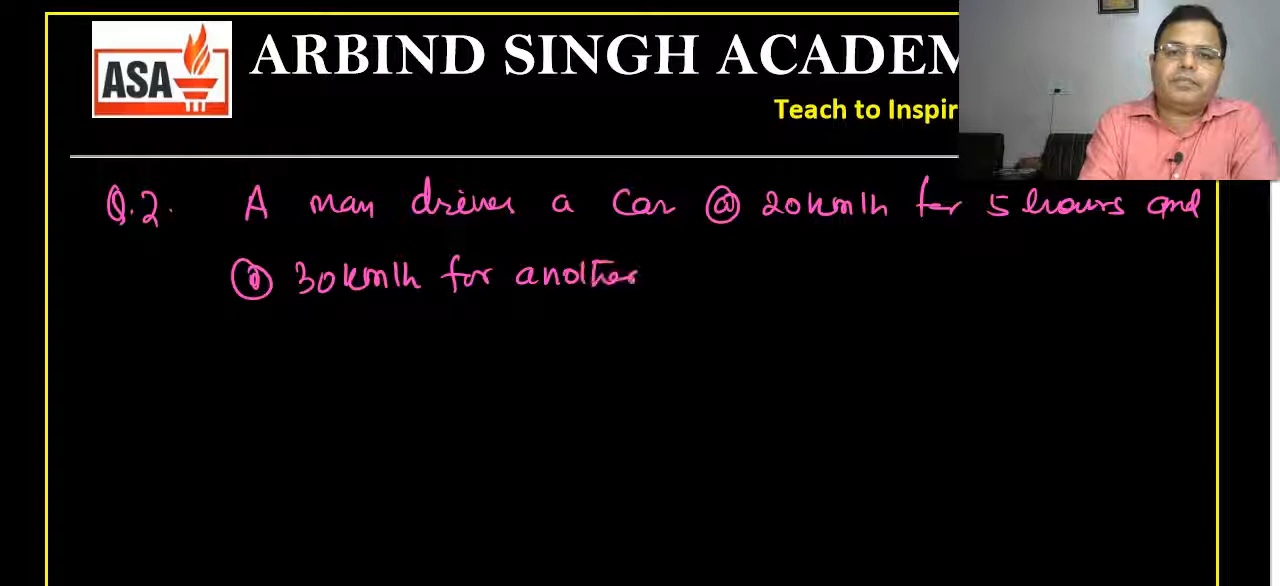 ASA
ARBIND SINGH ACADEM
Teach to Inspir
Q.2. A man drives a car @ 20km/h for 5 hours and
@ 30km/h for another